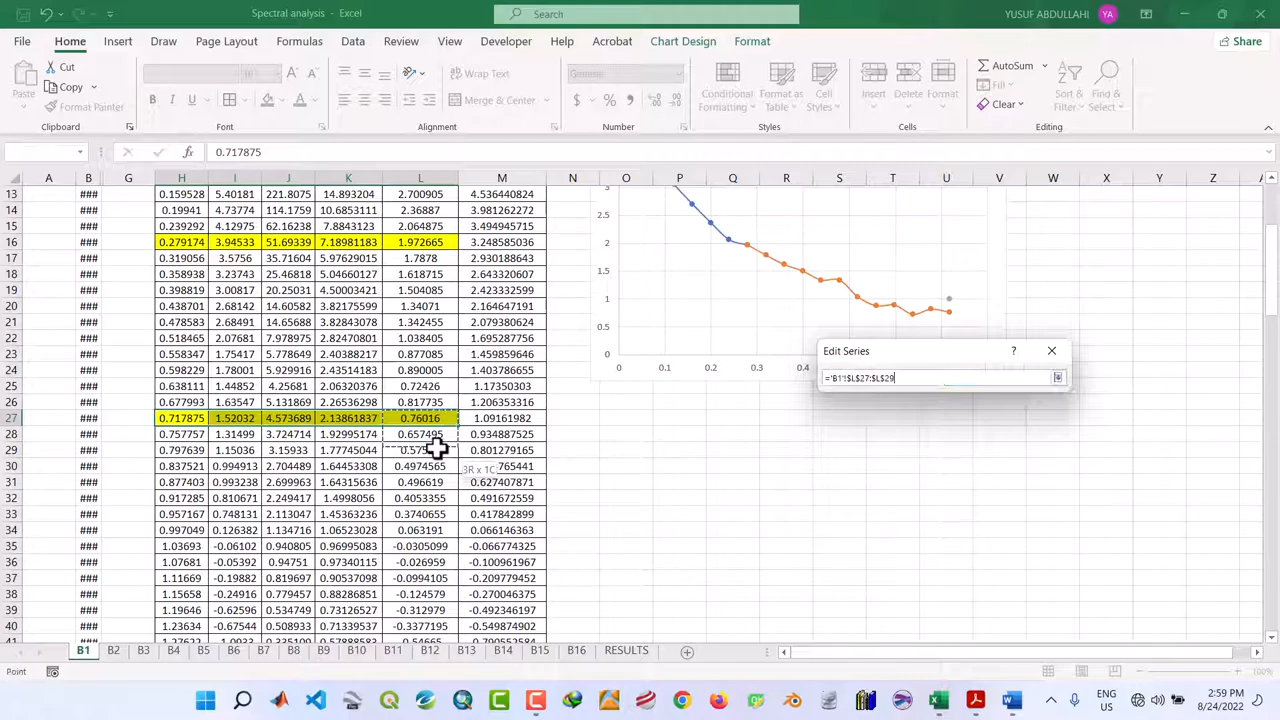 Spectral analysis - Excel
Search
YUSUF ABDULLAHI
YA
File Home Insert Draw Page Layout Formulas Data Review View Developer Help Acrobat Chart Design Format
Share
Paste
Cut
Copy
Format Painter
Wrap Text
Merge & Center
General
Conditional Formatting
Format as Table
Cell Styles
Insert
Delete
Format
AutoSum
Fill
Clear
Sort & Filter
Find & Select
Clipboard Font Alignment Number Styles Cells Editing
fx 0.717875
A B G H I J K L M N O P Q R S T U V W X Y Z
13 ### 0.159528 5.40181 221.8075 14.893204 2.700905 4.536440824
14 ### 0.19941 4.73774 114.1759 10.6853111 2.36887 3.981262272
15 ### 0.239292 4.12975 62.16238 7.8843123 2.064875 3.494945715
16 ### 0.279174 3.94533 51.69339 7.18981183 1.972665 3.248585036
17 ### 0.319056 3.5756 35.71604 5.97629015 1.7878 2.930188643
18 ### 0.358938 3.23743 25.46818 5.04660127 1.618715 2.643320607
19 ### 0.398819 3.00817 20.25031 4.50003421 1.504085 2.423332599
20 ### 0.438701 2.68142 14.60582 3.82175599 1.34071 2.164647191
21 ### 0.478583 2.68491 14.65688 3.82843078 1.342455 2.079380624
22 ### 0.518465 2.07681 7.978975 2.82470801 1.038405 1.695287756
23 ### 0.558347 1.75417 5.778649 2.40388217 0.877085 1.459859646
24 ### 0.598229 1.78001 5.929916 2.43514189 0.890005 1.415380006
25 ### 0.638111 1.44852 4.25681 2.06320376 0.72426 1.17350303
26 ### 0.677993 1.63547 5.131869 2.26536298 0.817735 1.206353316
27 ### 0.717875 1.52032 4.573689 2.13861837 0.76016 1.09161982
28 ### 0.757757 1.31499 3.724714 1.92995174 0.657495 0.934887525
29 ### 0.797639 1.15036 3.15933 1.77745044 0.801279165
30 ### 0.837521 0.994913 2.704489 1.64453308 0.4974565
31 ### 0.877403 0.993238 2.699963 1.64315636 0.496619 0.627407871
32 ### 0.917285 0.810671 2.249417 1.4998056 0.4053355 0.491672559
33 ### 0.957167 0.748131 2.113047 1.45363236 0.3740655 0.417842899
34 ### 0.997049 0.126382 1.134716 1.06523028 0.063191 0.066146363
35 ### 1.03693 -0.06102 0.940805 0.96995083 -0.0305099 -0.066774325
36 ### 1.07681 -0.05392 0.94751 0.97340115 -0.026959 -0.100961967
37 ### 1.11669 -0.19882 0.819697 0.90537098 -0.0994105 -0.209779452
38 ### 1.15658 -0.24916 0.779457 0.88286851 -0.124579 -0.270046375
39 ### 1.19646 -0.62596 0.534749 0.73126527 -0.312979 -0.492346197
40 ### 1.23634 -0.67544 0.508931 0.71339537 -0.3377195 -0.549874902
3
2.5
2
1.5
1
0.5
0
0 0.1 0.2 0.3 0.4
Edit Series
?
='B1'!$L$27:$L$29
3R x 1C
B1 B2 B3 B4 B5 B6 B7 B8 B9 B10 B11 B12 B13 B14 B15 B16 RESULTS
Point
100%
ENG
US
2:59 PM
8/24/2022